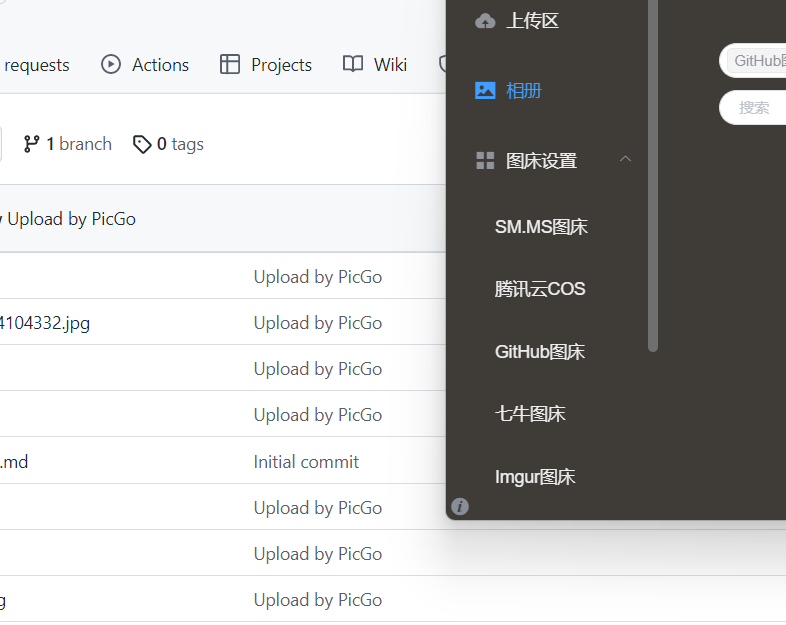 requests
Actions
Projects
Wiki
1 branch
0 tags
Upload by PicGo
Upload by PicGo
4104332.jpg
Upload by PicGo
Upload by PicGo
Upload by PicGo
.md
Initial commit
Upload by PicGo
Upload by PicGo
g
Upload by PicGo
上传区
相册
图床设置
SM.MS图床
腾讯云COS
GitHub图床
七牛图床
Imgur图床
GitHub
搜索